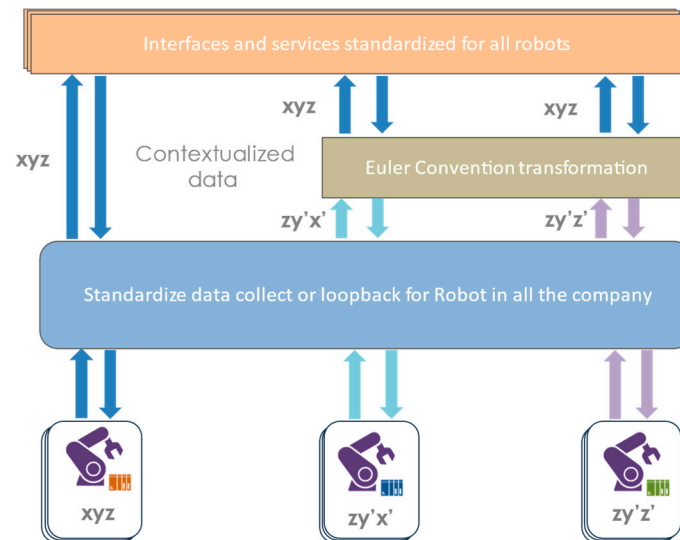 Interfaces and services standardized for all robots
xyz
xyz
xyz
Contextualized
data
Euler Convention transformation
zy'x'
zy'z'
Standardize data collect or loopback for Robot in all the company
xyz
zy'x'
zy'z'